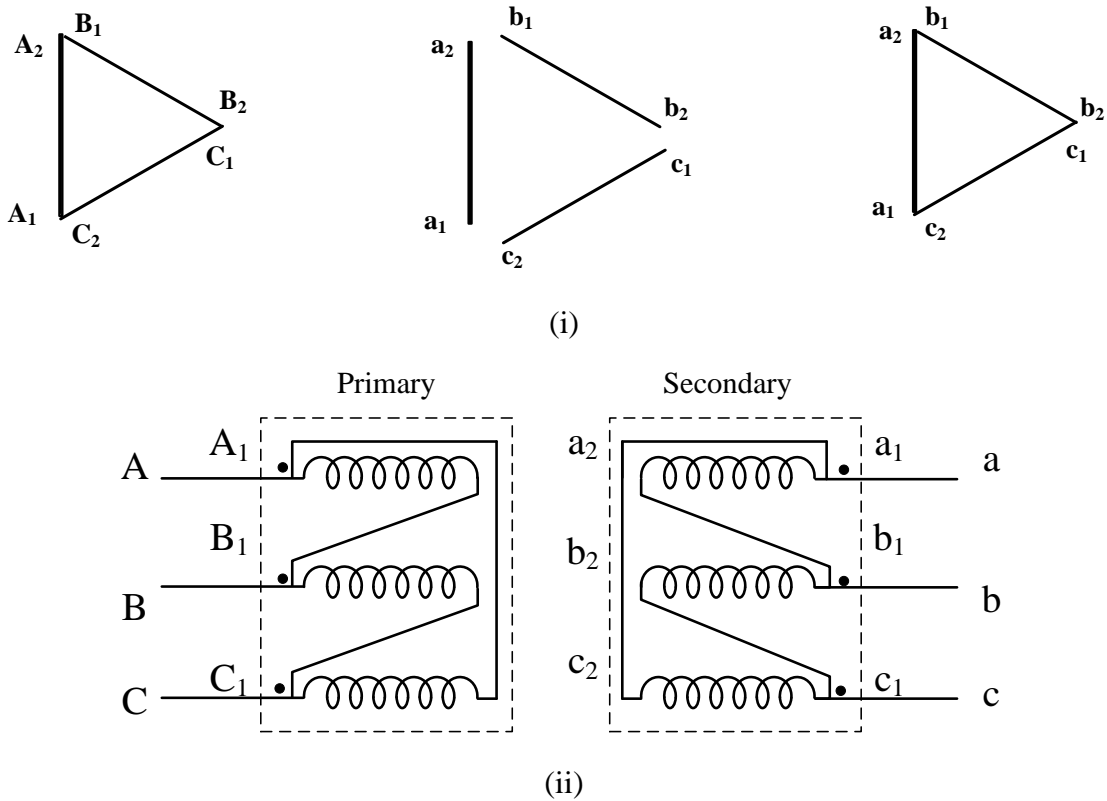 B₁ b₁ b₁
A₂ a₂ a₂
B₂ b₂ b₂
C₁ c₁ c₁
A₁ a₁ a₁
C₂ c₂ c₂
(i)
Primary Secondary
A₁ a₂ a₁
A a
B₁ b₂ b₁
B b
C₁ c₂ c₁
C c
(ii)